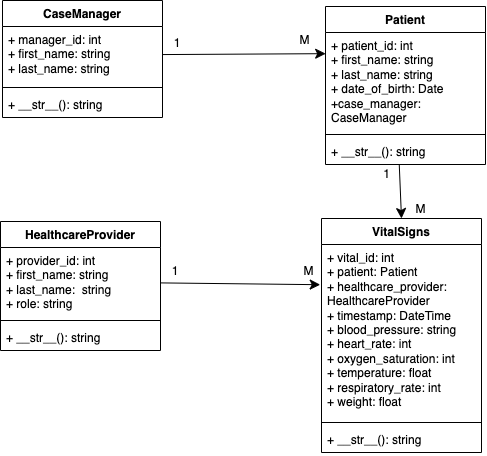 CaseManager
+ manager_id: int
+ first_name: string
+ last_name: string
+ __str__(): string
1
M
Patient
+ patient_id: int
+ first_name: string
+ last_name: string
+ date_of_birth: Date
+case_manager:
CaseManager
+ __str__(): string
1
M
HealthcareProvider
+ provider_id: int
+ first_name: string
+ last_name:  string
+ role: string
+ __str__(): string
1
M
VitalSigns
+ vital_id: int
+ patient: Patient
+ healthcare_provider:
HealthcareProvider
+ timestamp: DateTime
+ blood_pressure: string
+ heart_rate: int
+ oxygen_saturation: int
+ temperature: float
+ respiratory_rate: int
+ weight: float
+ __str__(): string